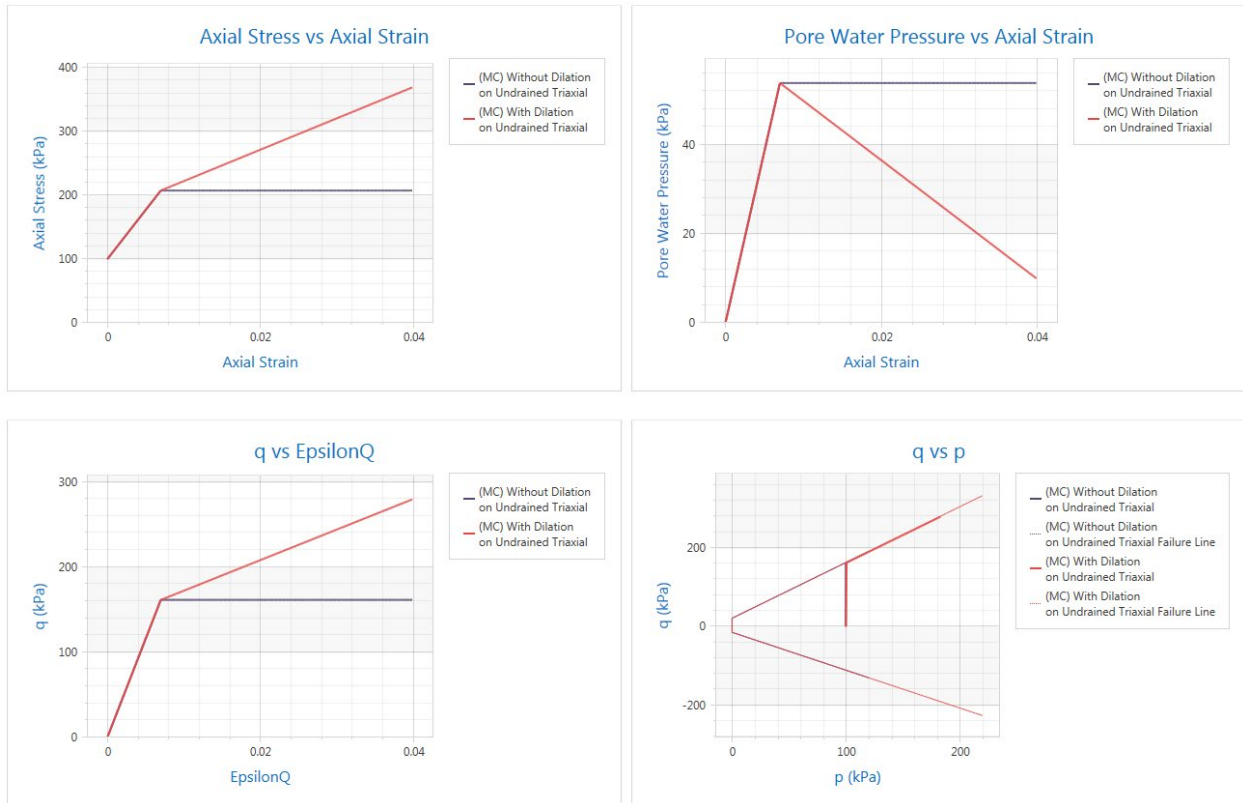 Axial Stress vs Axial Strain
400
300
200
100
0
Axial Stress (kPa)
0
0.02
0.04
Axial Strain
(MC) Without Dilation
on Undrained Triaxial
(MC) With Dilation
on Undrained Triaxial
Pore Water Pressure vs Axial Strain
40
20
0
Pore Water Pressure (kPa)
0
0.02
0.04
Axial Strain
(MC) Without Dilation
on Undrained Triaxial
(MC) With Dilation
on Undrained Triaxial
q vs EpsilonQ
300
200
100
0
q (kPa)
0
0.02
0.04
EpsilonQ
(MC) Without Dilation
on Undrained Triaxial
(MC) With Dilation
on Undrained Triaxial
q vs p
200
0
-200
q (kPa)
0
100
200
p (kPa)
(MC) Without Dilation
on Undrained Triaxial
(MC) Without Dilation
on Undrained Triaxial Failure Line
(MC) With Dilation
on Undrained Triaxial
(MC) With Dilation
on Undrained Triaxial Failure Line